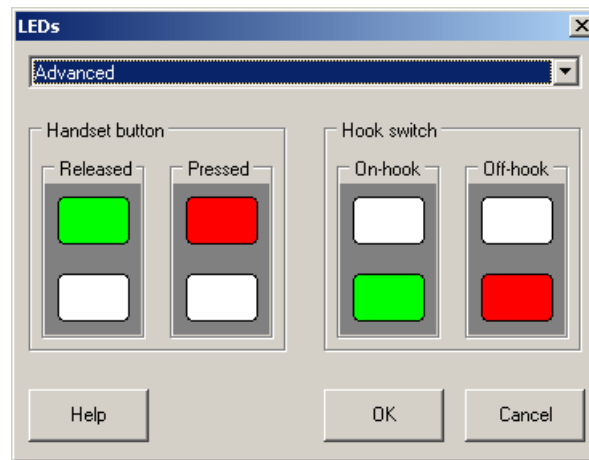 LEDs
Advanced
Handset button
Hook switch
Released
Pressed
On-hook
Off-hook
Help
OK
Cancel